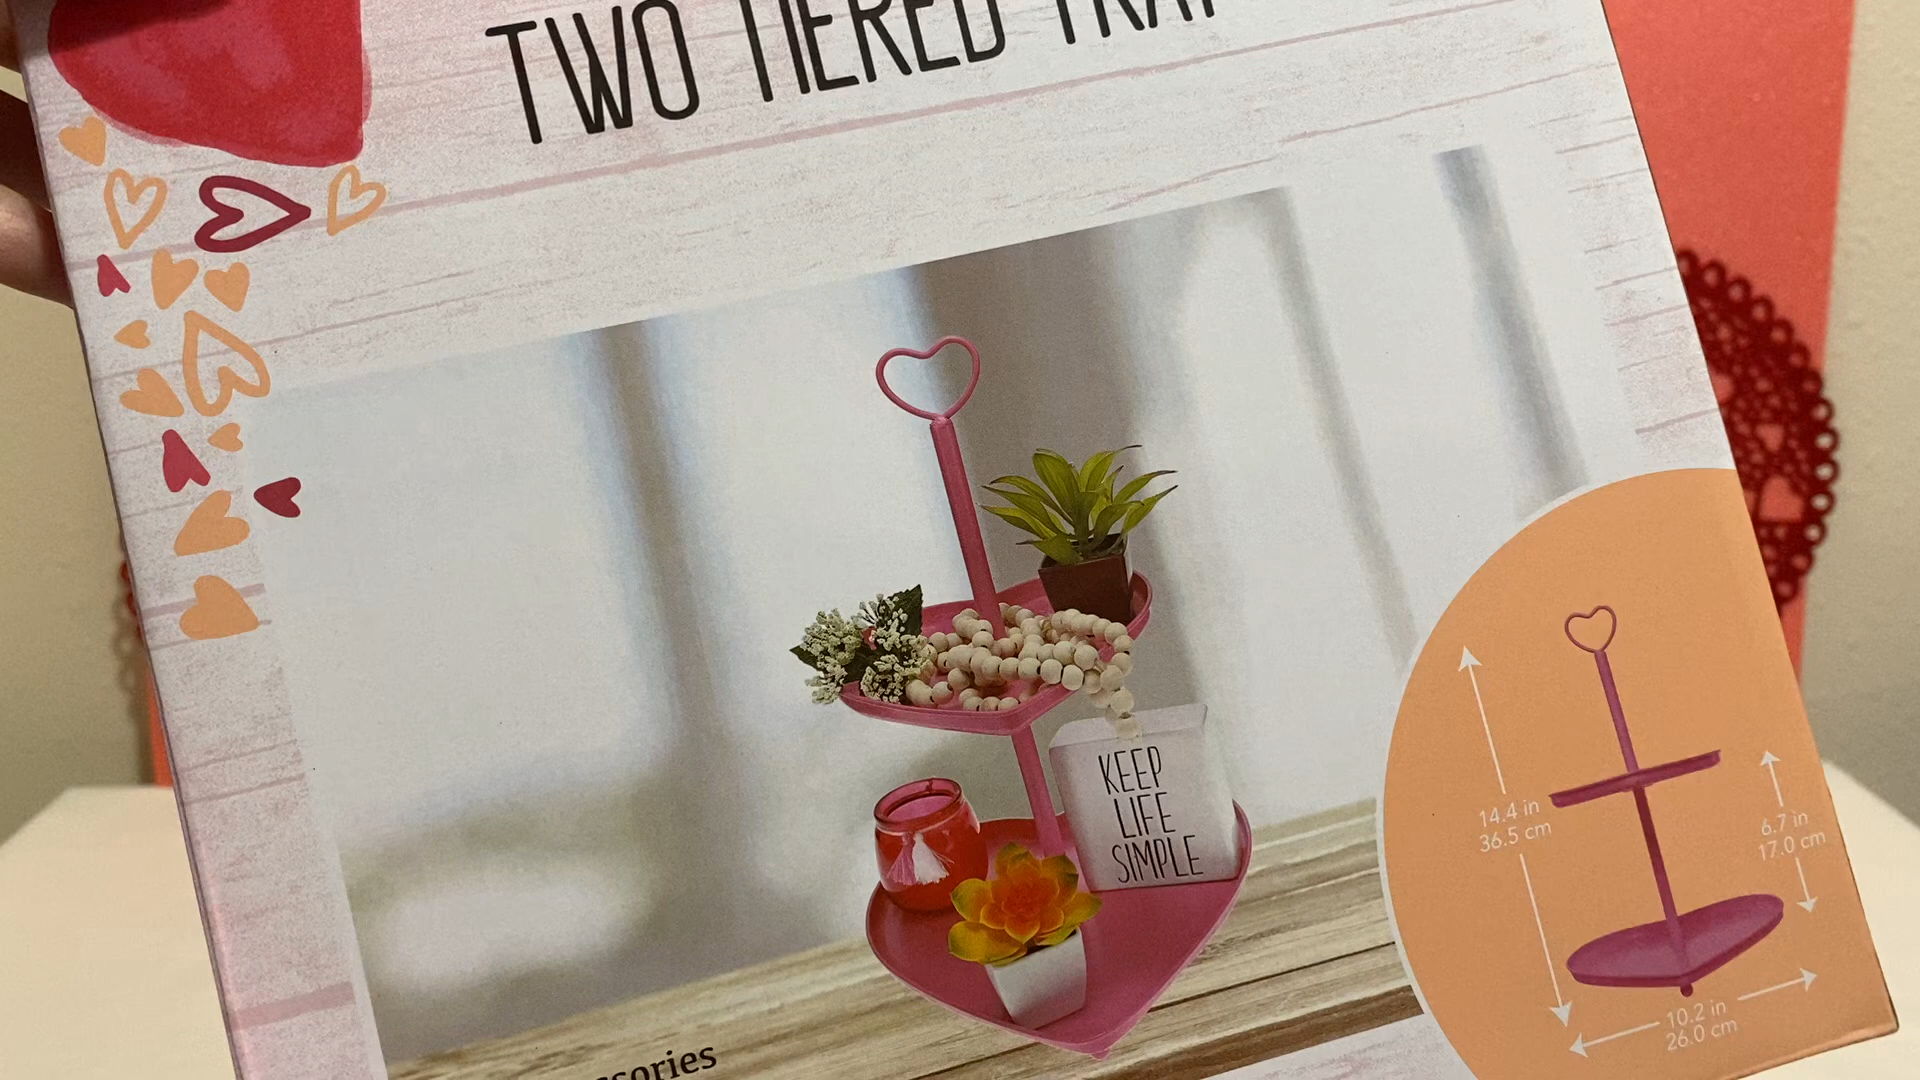 TWO TIERED TRAY
KEEP
LIFE
SIMPLE
14.4 in
36.5 cm
6.7 in
17.0 cm
10.2 in
26.0 cm